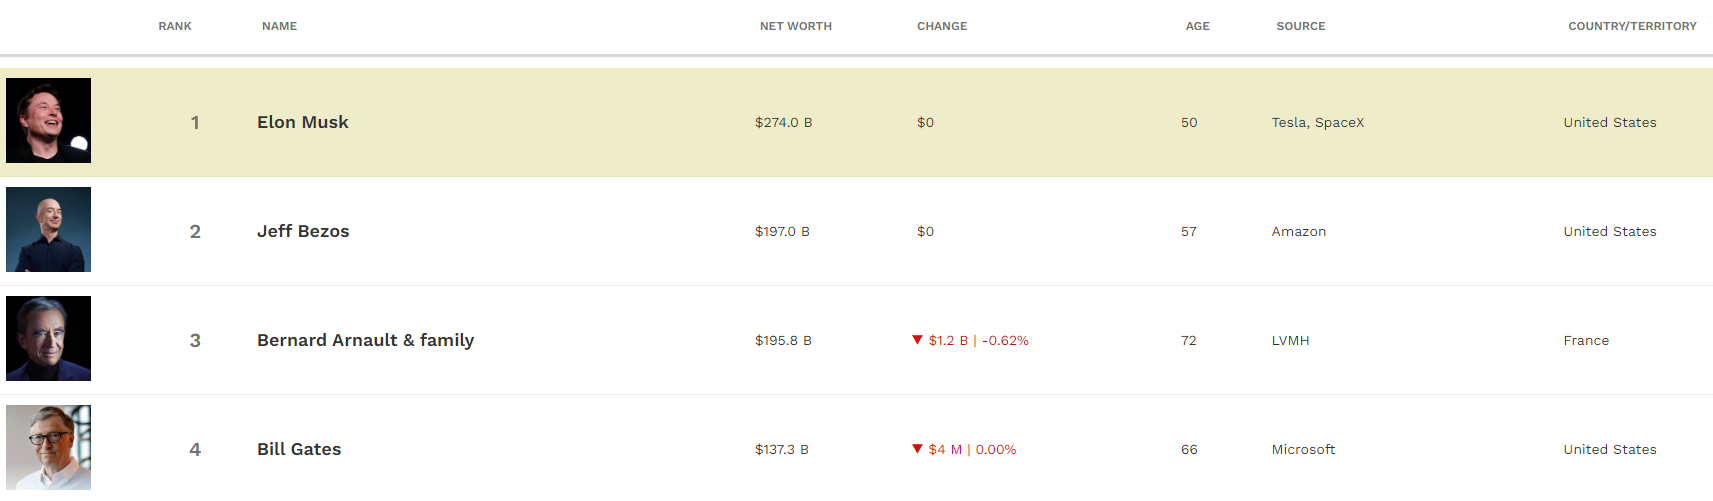 RANK NAME NET WORTH CHANGE AGE SOURCE COUNTRY/TERRITORY
1 Elon Musk $274.0 B $0 50 Tesla, SpaceX United States
2 Jeff Bezos $197.0 B $0 57 Amazon United States
3 Bernard Arnault & family $195.8 B ▼ $1.2 B | -0.62% 72 LVMH France
4 Bill Gates $137.3 B ▼ $4 M | 0.00% 66 Microsoft United States